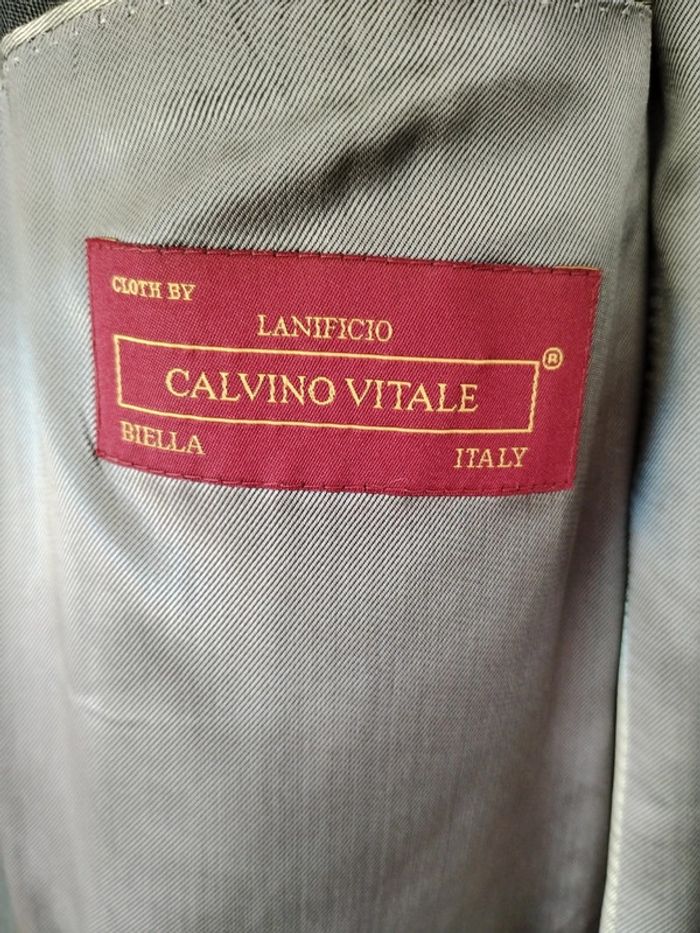 CLOTH BY
LANIFICIO
CALVINO VITALE ®
BIELLA ITALY